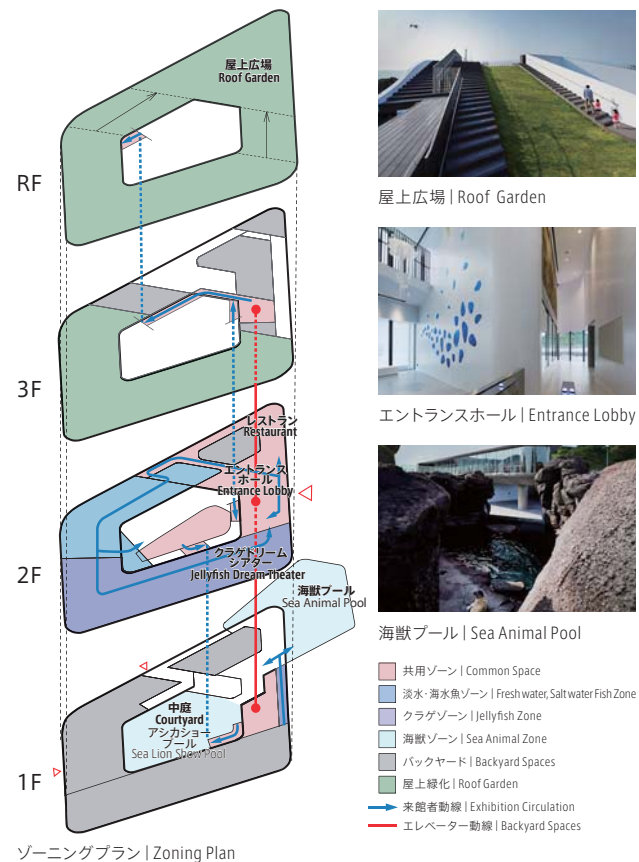 屋上広場
Roof Garden
RF
屋上広場 | Roof Garden
3F
エントランスホール | Entrance Lobby
レストラン
Restaurant
エントランス
ホール
Entrance Lobby
クラゲドリーム
シアター
Jellyfish Dream Theater
2F
海獣プール
Sea Animal Pool
海獣プール | Sea Animal Pool
中庭
Courtyard
アシカショー
プール
Sea Lion Show Pool
1F
共用ゾーン | Common Space
淡水・海水魚ゾーン | Fresh water, Salt water Fish Zone
クラゲゾーン | Jellyfish Zone
海獣ゾーン | Sea Animal Zone
バックヤード | Backyard Spaces
屋上緑化 | Roof Garden
来館者動線 | Exhibition Circulation
エレベーター動線 | Backyard Spaces
ゾーニングプラン | Zoning Plan